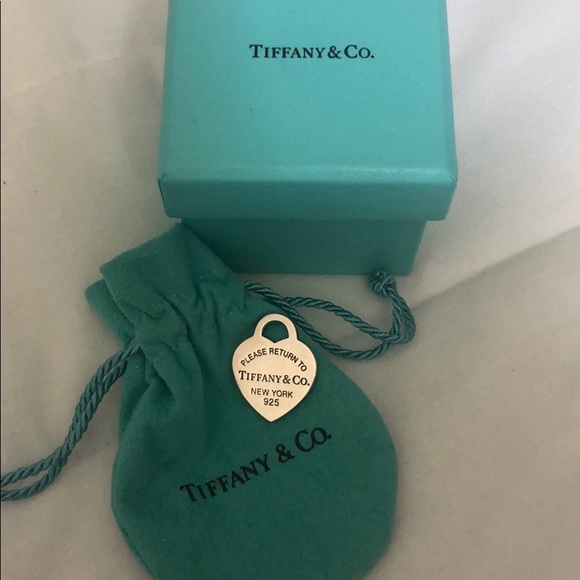 TIFFANY & CO.
PLEASE RETURN TO
TIFFANY & CO.
NEW YORK
925
TIFFANY & CO.